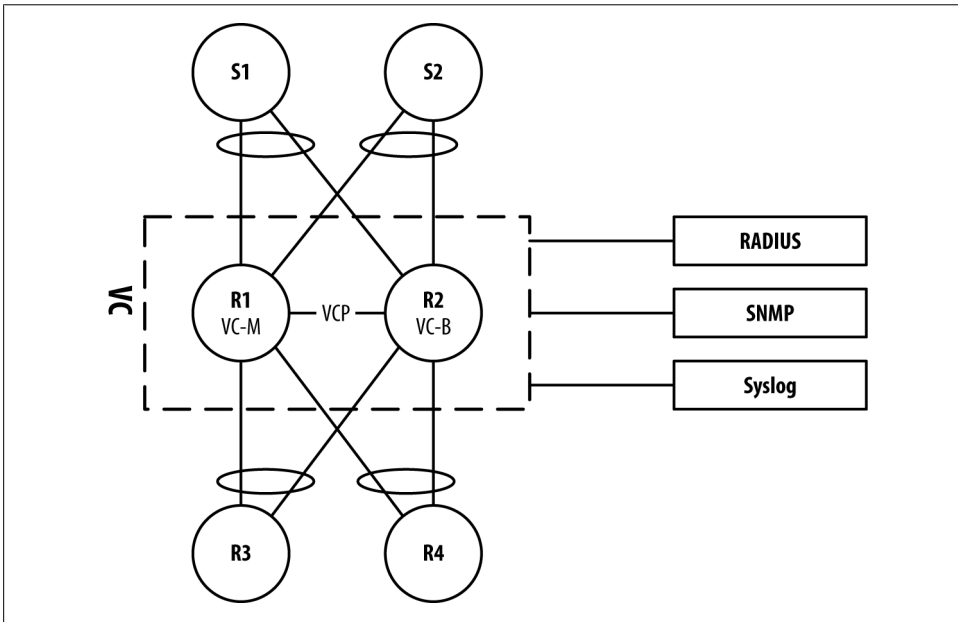 S1
S2
VC
R1
VC-M
VCP
R2
VC-B
RADIUS
SNMP
Syslog
R3
R4